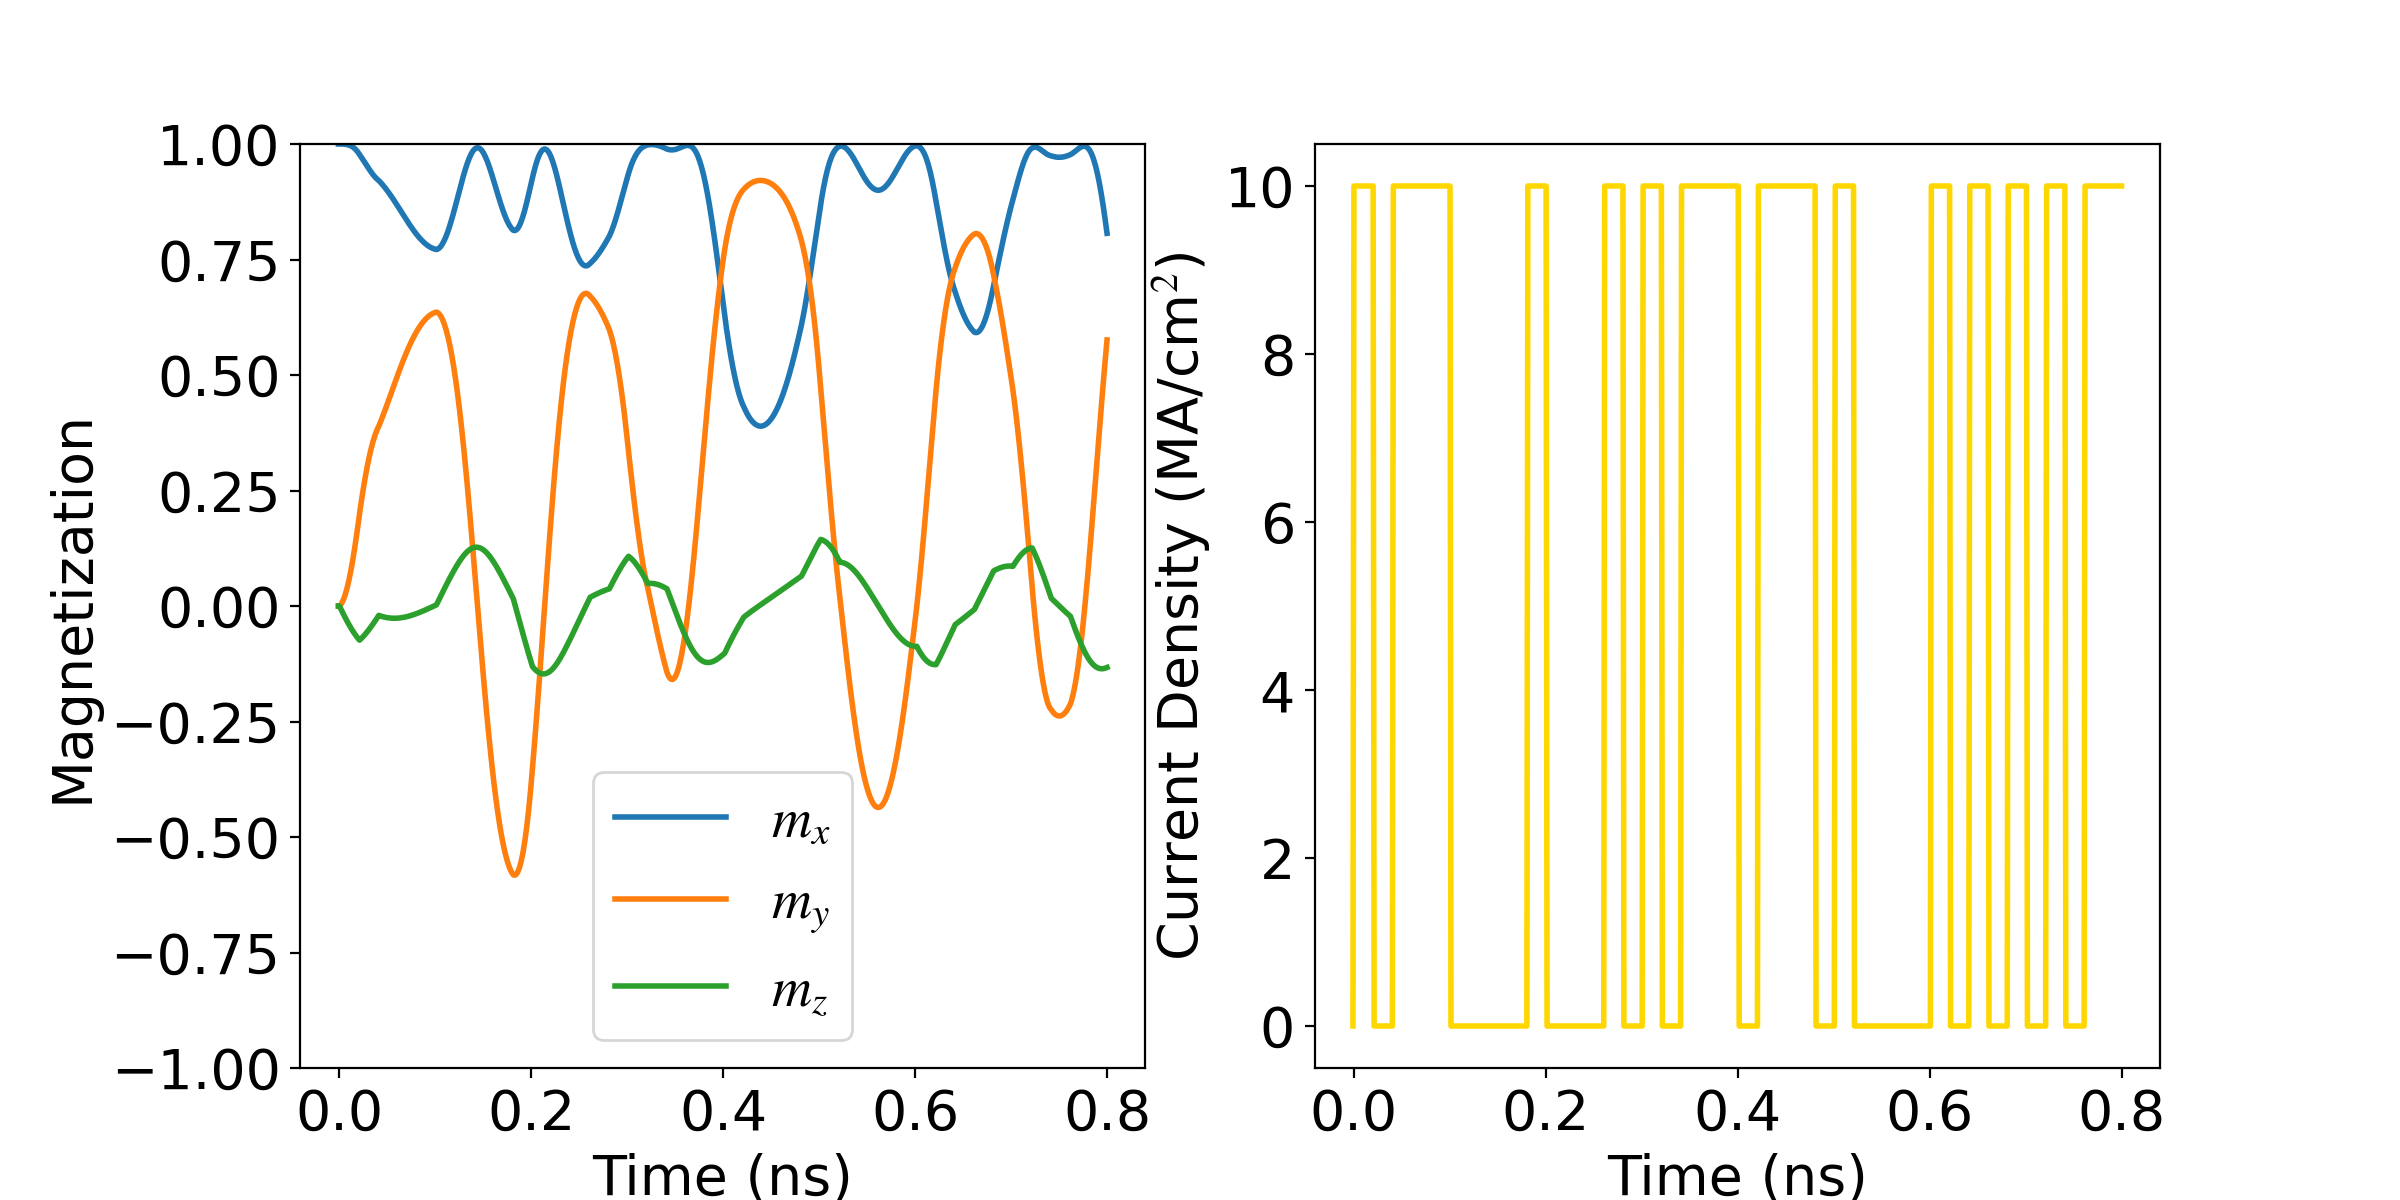 Magnetization
1.00
0.75
0.50
0.25
0.00
−0.25
−0.50
−0.75
−1.00
0.0 0.2 0.4 0.6 0.8
Time (ns)
m_x
m_y
m_z
Current Density (MA/cm²)
10
8
6
4
2
0
0.0 0.2 0.4 0.6 0.8
Time (ns)